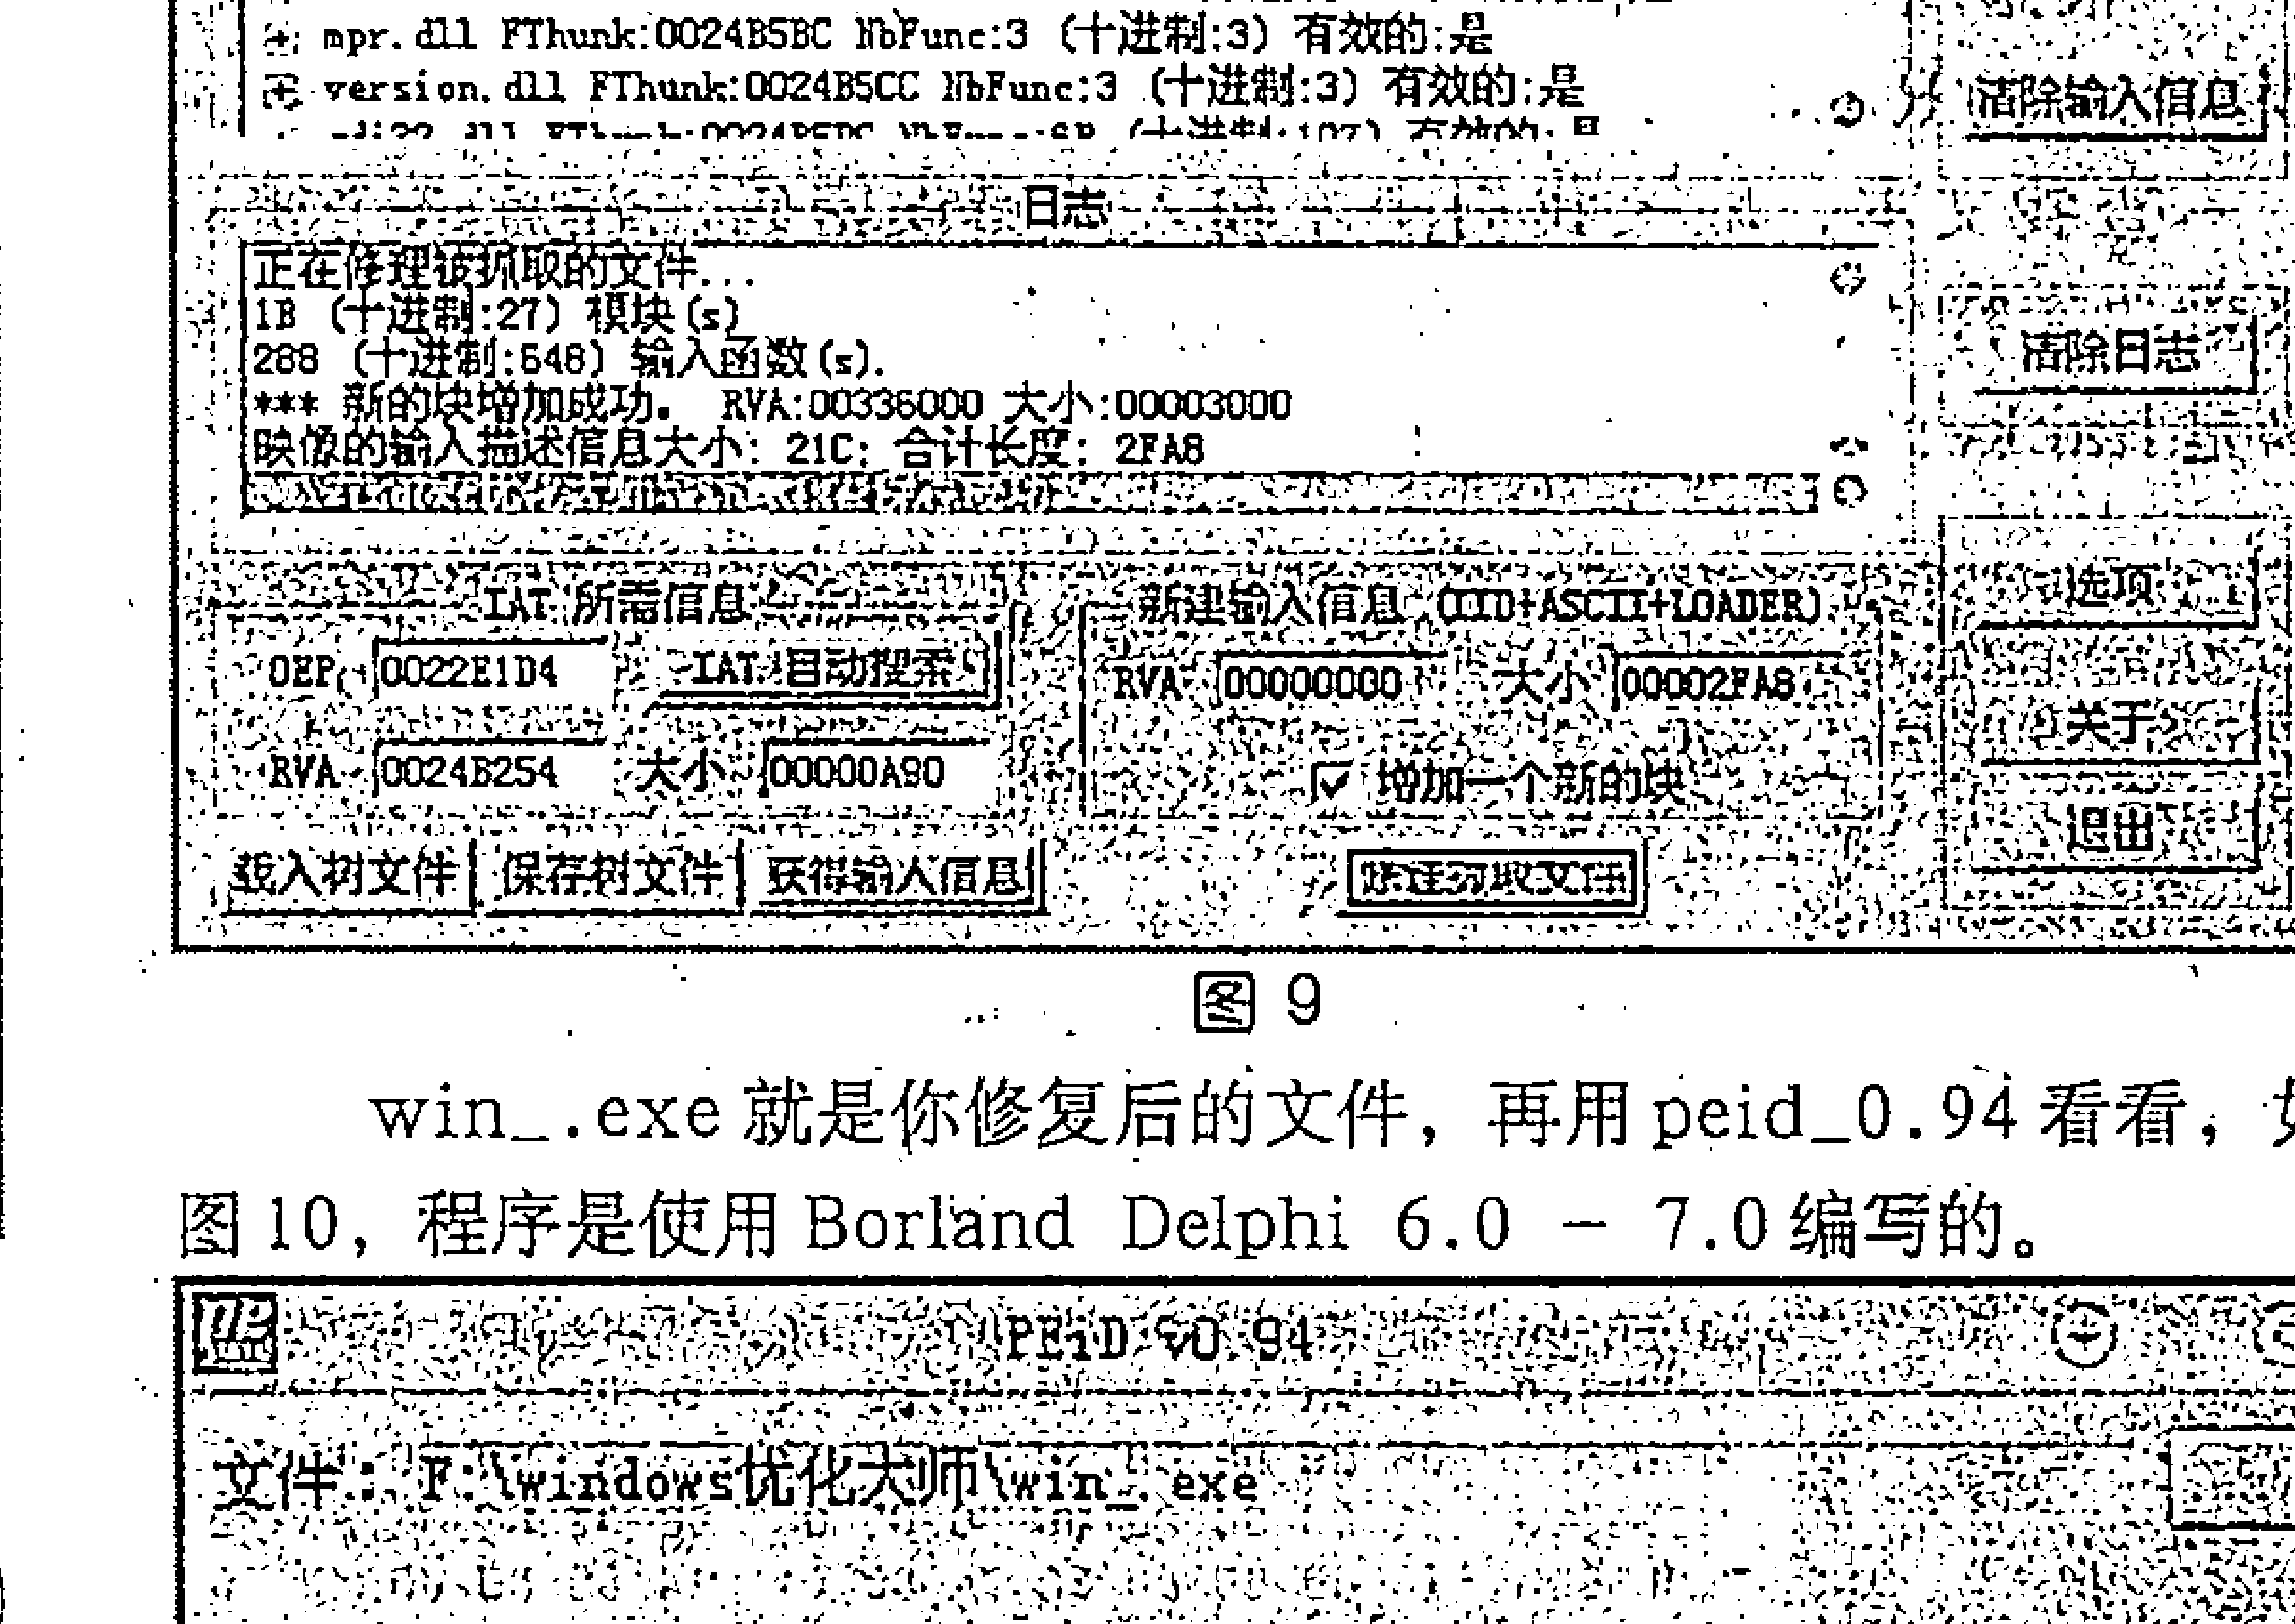 mpr.dll FThunk:0024B5BC NbFunc:3 (十进制:3) 有效的:是
version.dll FThunk:0024B5CC NbFunc:3 (十进制:3) 有效的:是
清除输入信息
日志
正在修理被抓取的文件...
1B (十进制:27) 模块(s)
288 (十进制:648) 输入函数(s).
*** 新的块增加成功。 RVA:00336000 大小:00003000
映像的输入描述信息大小: 21C; 合计长度: 2FA8
清除日志
IAT 所需信息
新建输入信息 (IID+ASCII+LOADER)
选项
OEP 0022E1D4 IAT 自动搜索
RVA 00000000 大小 00002FA8
关于
RVA 0024B254 大小 00000A90
增加一个新的块
退出
载入树文件 保存树文件 获得输入信息
图 9
win_.exe 就是你修复后的文件，再用 peid_0.94 看看，如
图 10，程序是使用 Borland Delphi 6.0 - 7.0 编写的。
PEiD v0.94
文件: F:\windows优化大师\win_.exe